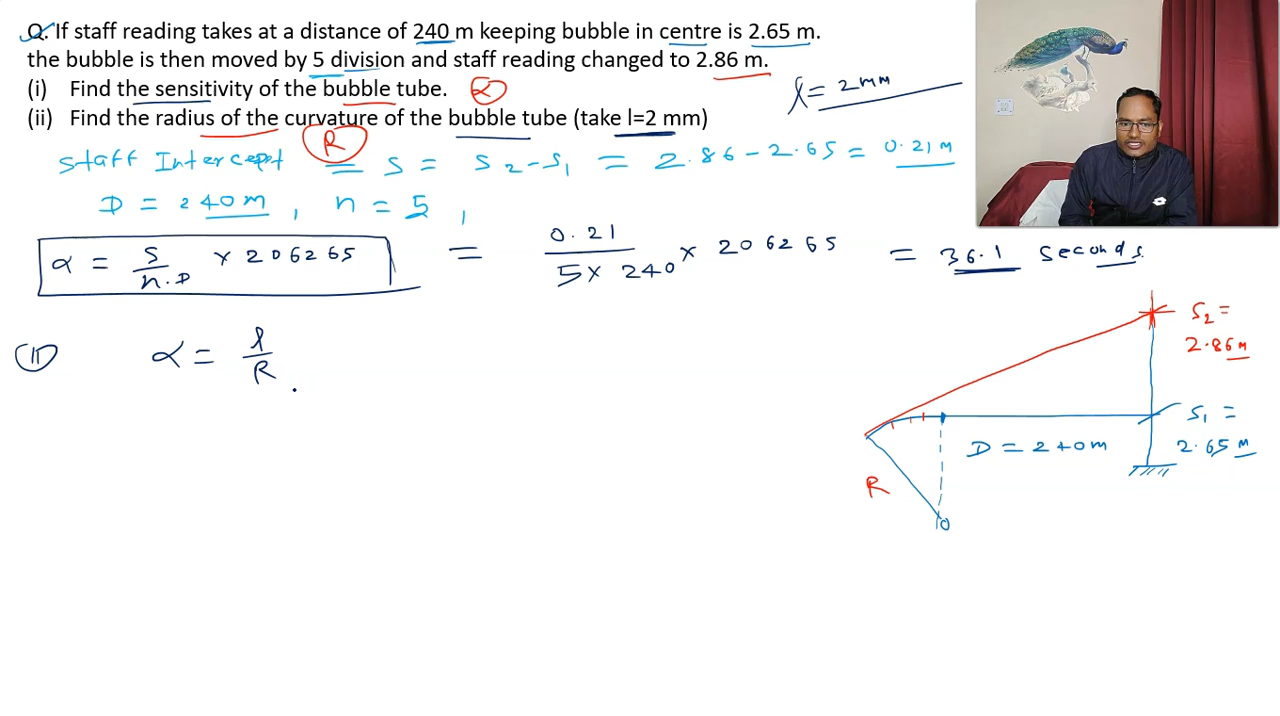 Q. If staff reading takes at a distance of 240 m keeping bubble in centre is 2.65 m.
the bubble is then moved by 5 division and staff reading changed to 2.86 m.
(i) Find the sensitivity of the bubble tube. α
l = 2 mm
(ii) Find the radius of the curvature of the bubble tube (take l=2 mm)
R
Staff Intercept = S = S₂-S₁ = 2.86-2.65 = 0.21 m
D = 240 m, n = 5,
α = S/n.D × 206265 = 0.21/5×240 × 206265 = 36.1 seconds.
(II) α = l/R.
S₂ =
2.86 m
S₁ =
2.65 m
D = 240m
R
O